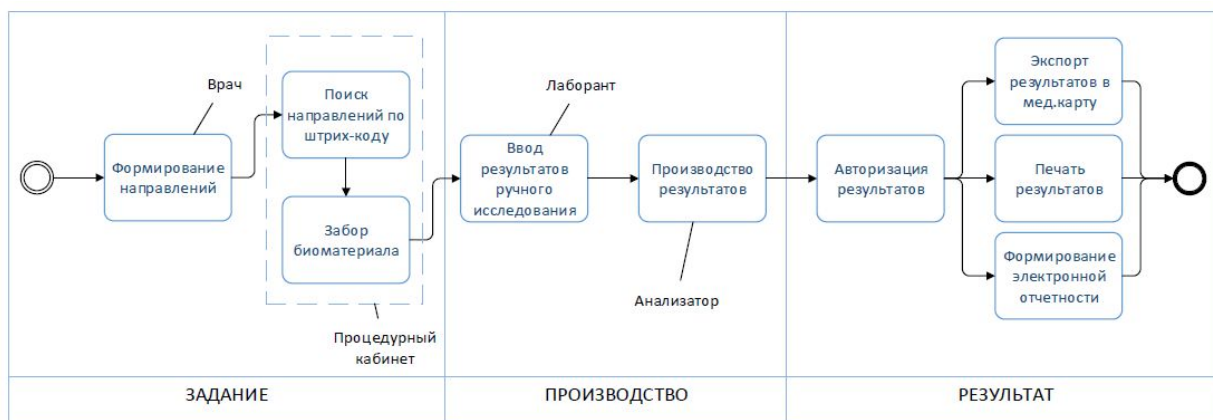 Врач
Формирование
направлений
Поиск
направлений по
штрих-коду
Забор
биоматериала
Процедурный
кабинет
Лаборант
Ввод
результатов
ручного
исследования
Производство
результатов
Анализатор
Авторизация
результатов
Экспорт
результатов в
мед.карту
Печать
результатов
Формирование
электронной
отчетности
ЗАДАНИЕ
ПРОИЗВОДСТВО
РЕЗУЛЬТАТ